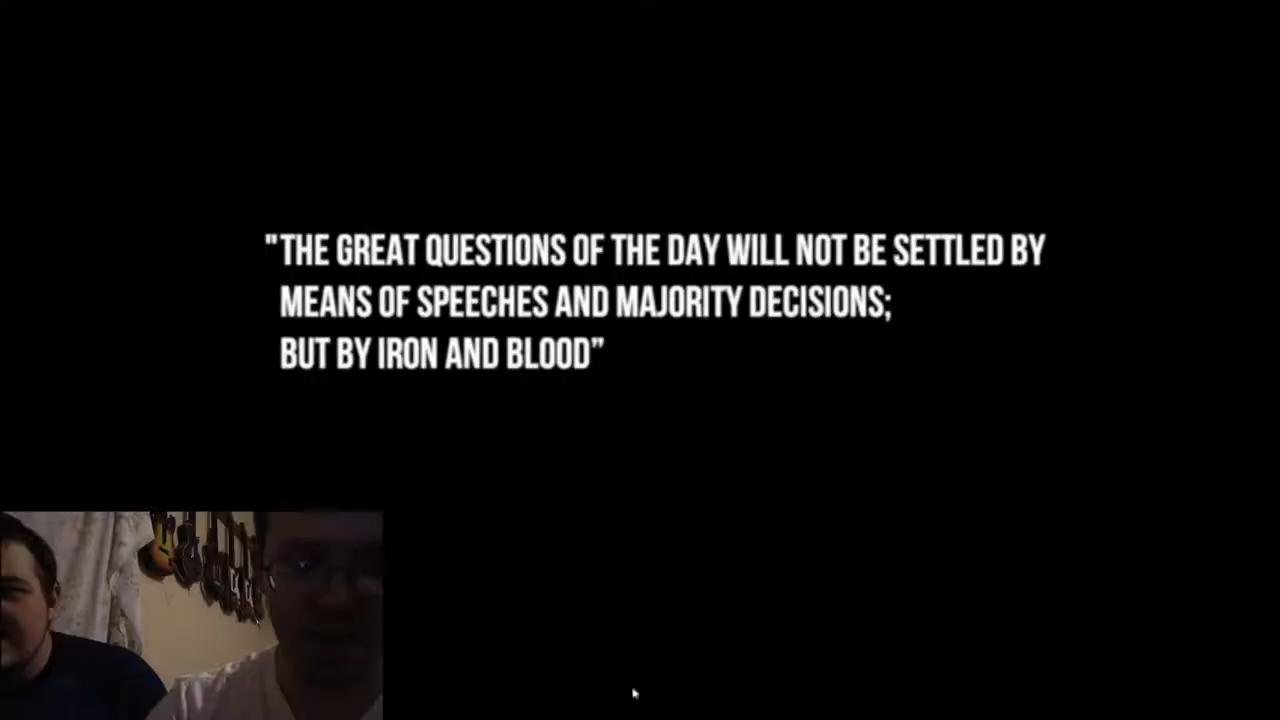 "THE GREAT QUESTIONS OF THE DAY WILL NOT BE SETTLED BY
MEANS OF SPEECHES AND MAJORITY DECISIONS;
BUT BY IRON AND BLOOD”